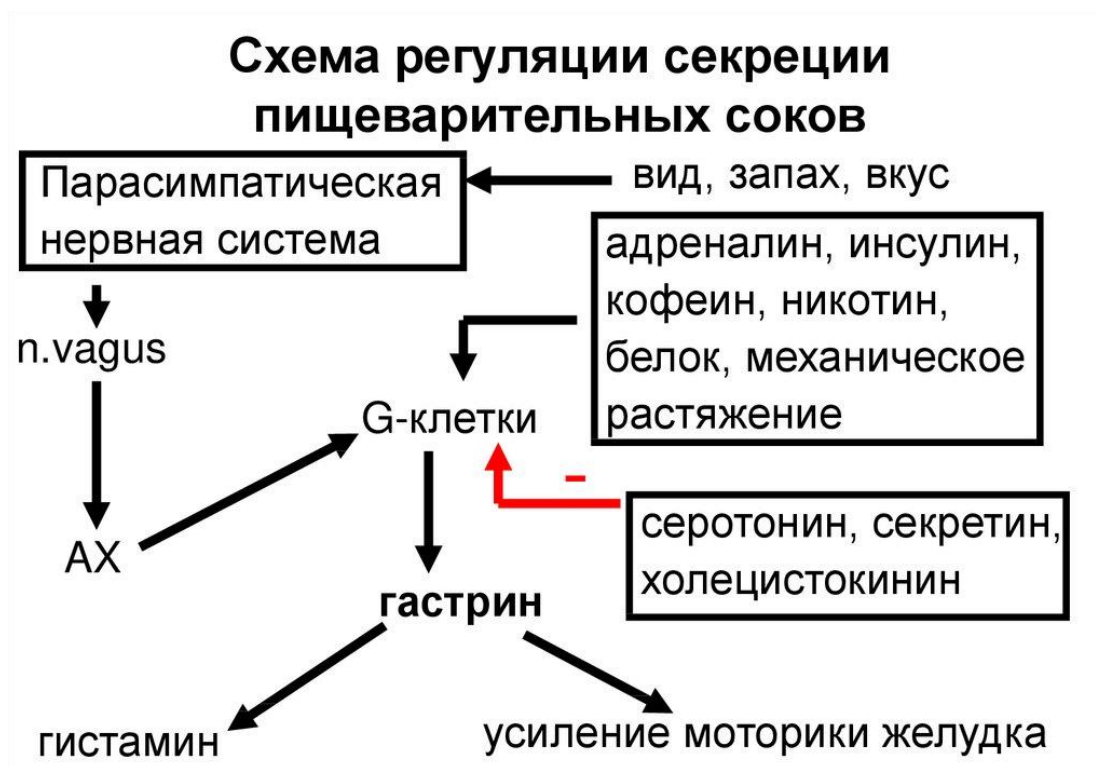 Схема регуляции секреции
пищеварительных соков
Парасимпатическая
нервная система
вид, запах, вкус
адреналин, инсулин,
кофеин, никотин,
белок, механическое
растяжение
n.vagus
G-клетки
-
серотонин, секретин,
холецистокинин
АХ
гастрин
гистамин
усиление моторики желудка